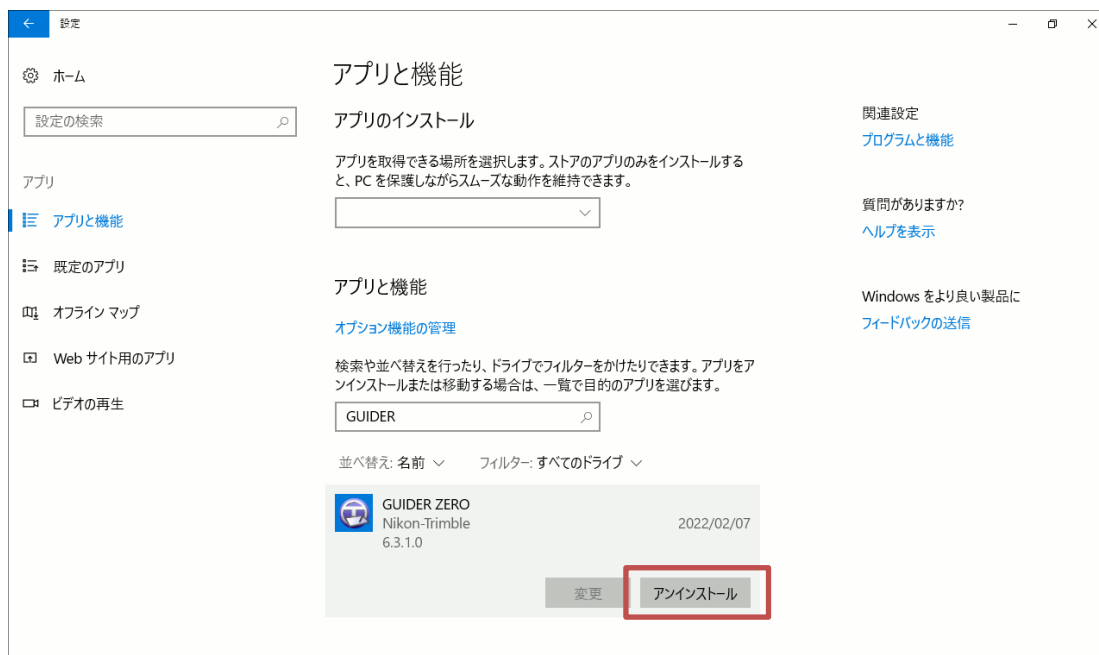 設定
ホーム
設定の検索
アプリ
アプリと機能
既定のアプリ
オフライン マップ
Web サイト用のアプリ
ビデオの再生
アプリと機能
アプリのインストール
アプリを取得できる場所を選択します。ストアのアプリのみをインストールする
と、PC を保護しながらスムーズな動作を維持できます。
アプリと機能
オプション機能の管理
検索や並べ替えを行ったり、ドライブでフィルターをかけたりできます。アプリをア
ンインストールまたは移動する場合は、一覧で目的のアプリを選びます。
GUIDER
並べ替え: 名前 フィルター: すべてのドライブ
GUIDER ZERO
Nikon-Trimble 2022/02/07
6.3.1.0
変更 アンインストール
関連設定
プログラムと機能
質問がありますか?
ヘルプを表示
Windows をより良い製品に
フィードバックの送信